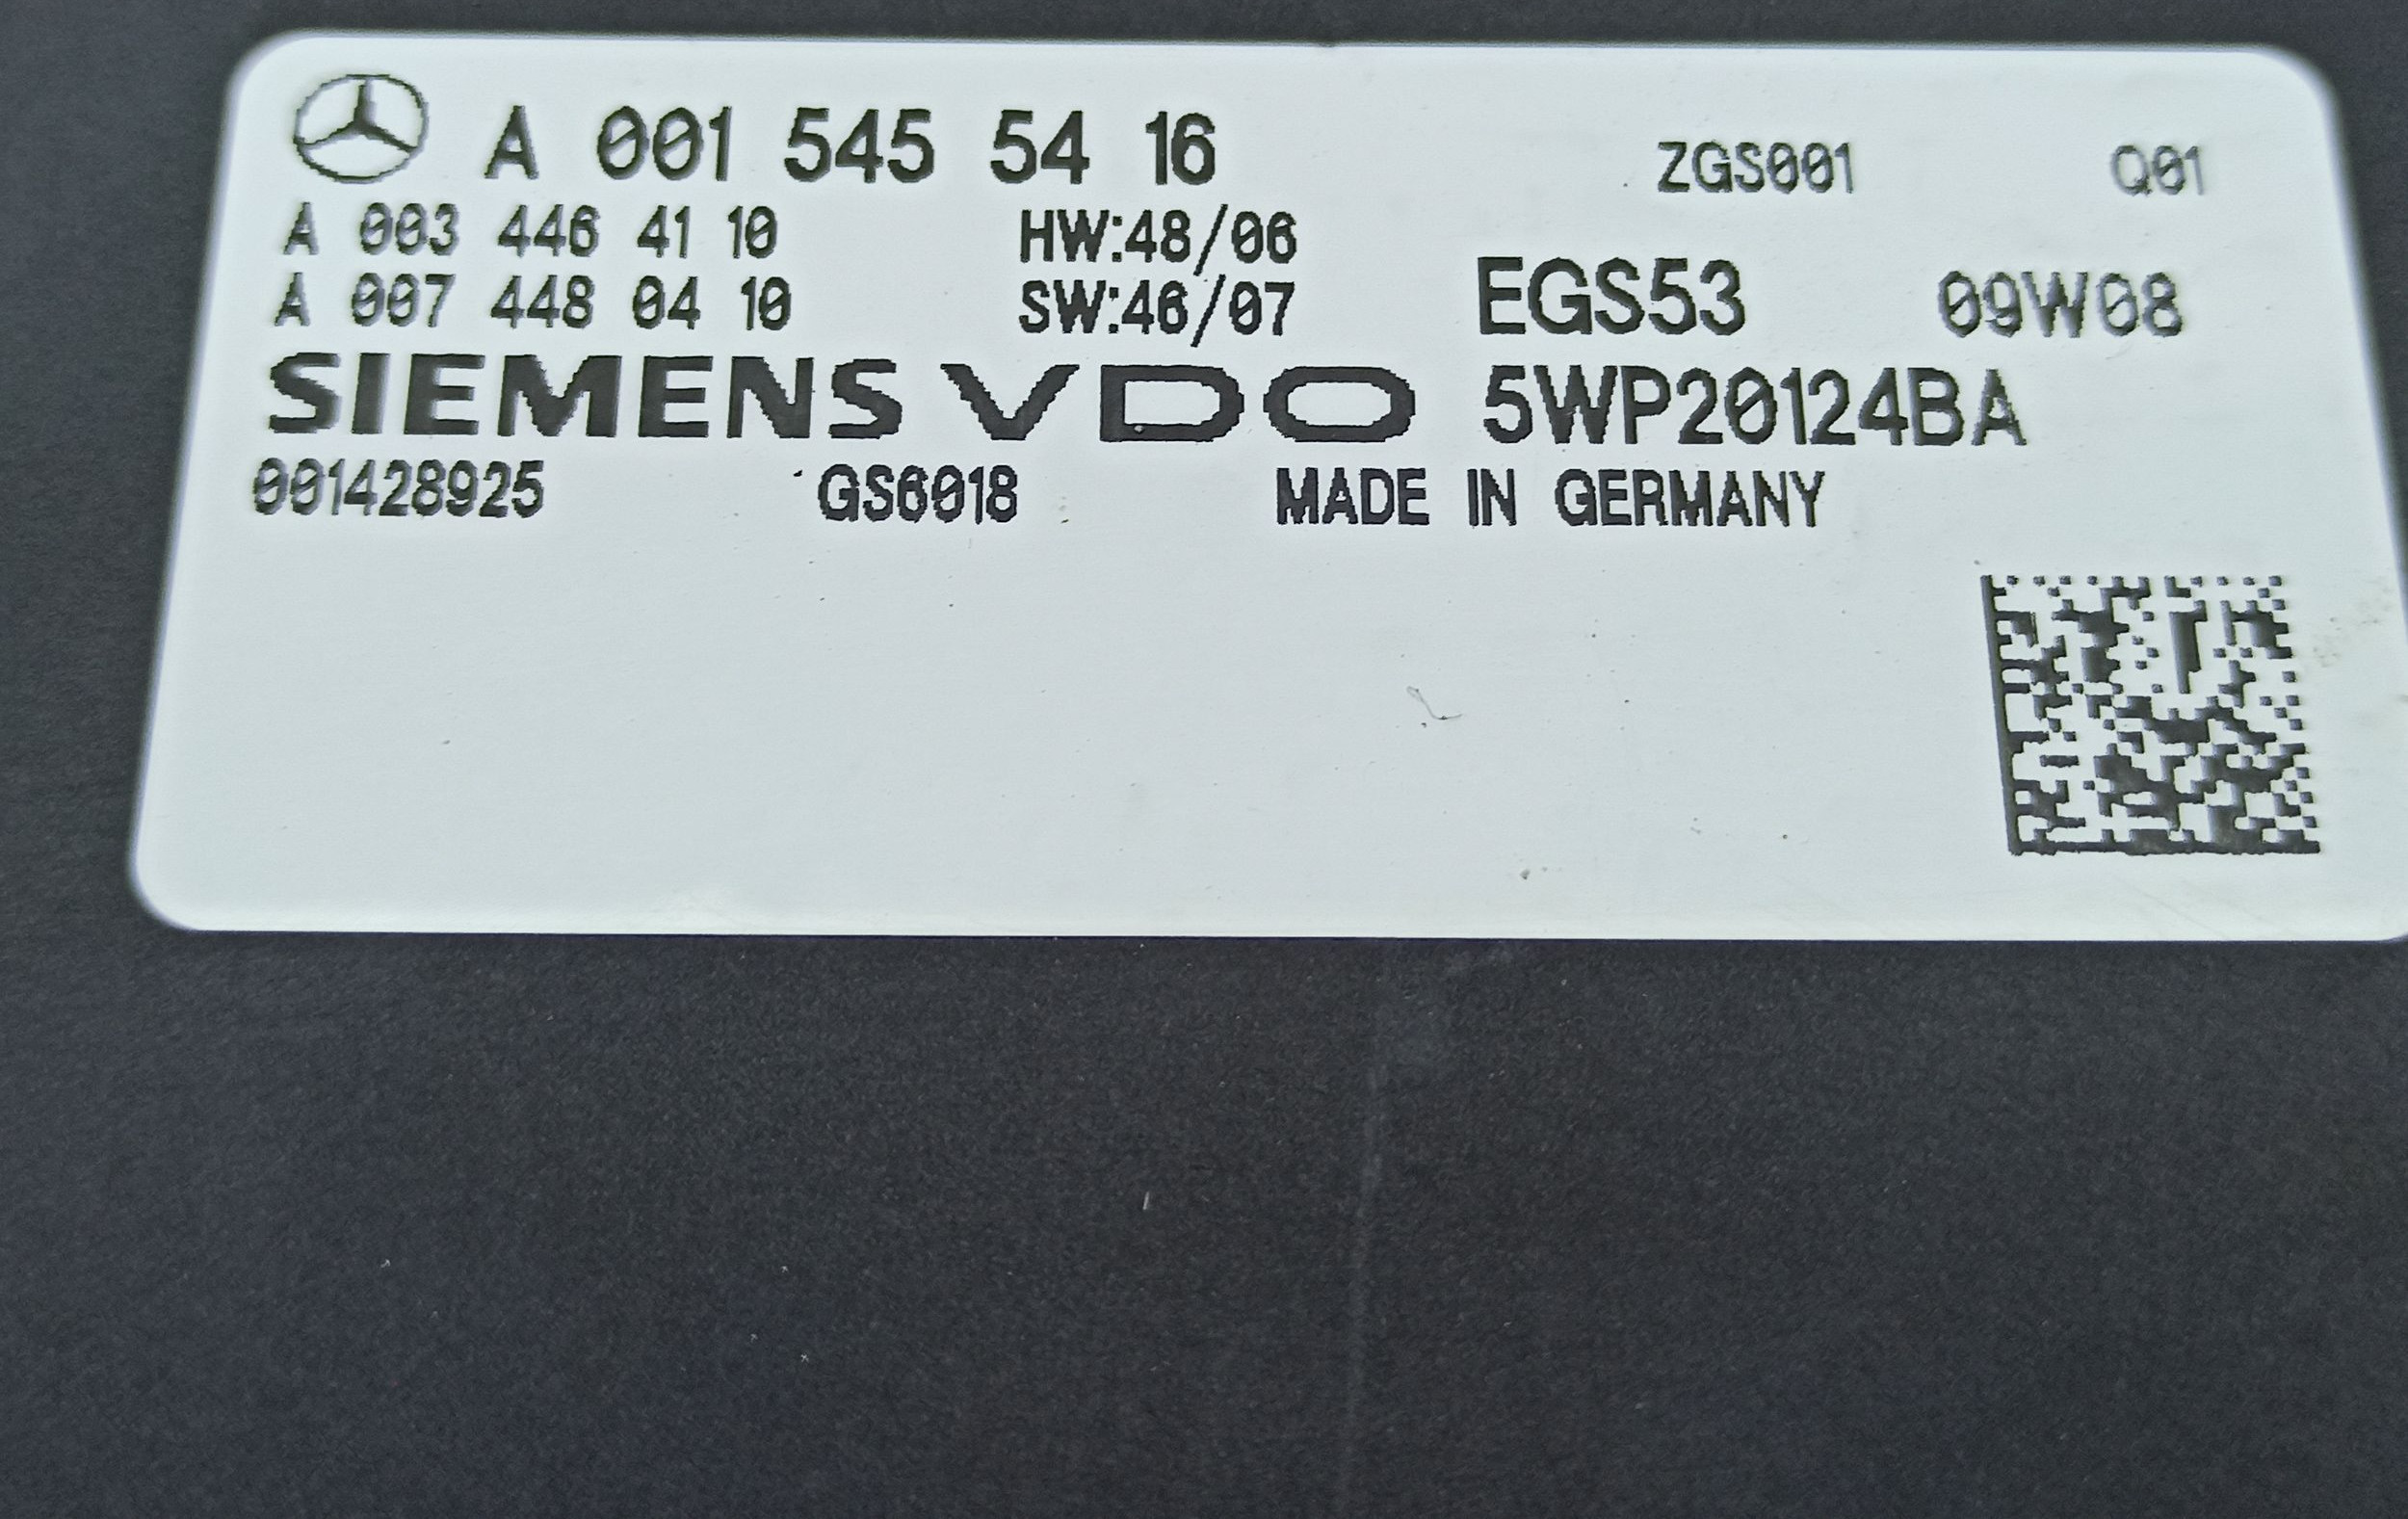 A 001 545 54 16 ZGS001 Q01
A 003 446 41 10 HW:48/06
A 007 448 04 10 SW:46/07 EGS53 09W08
SIEMENS VDO 5WP20124BA
001428925 GS6018 MADE IN GERMANY